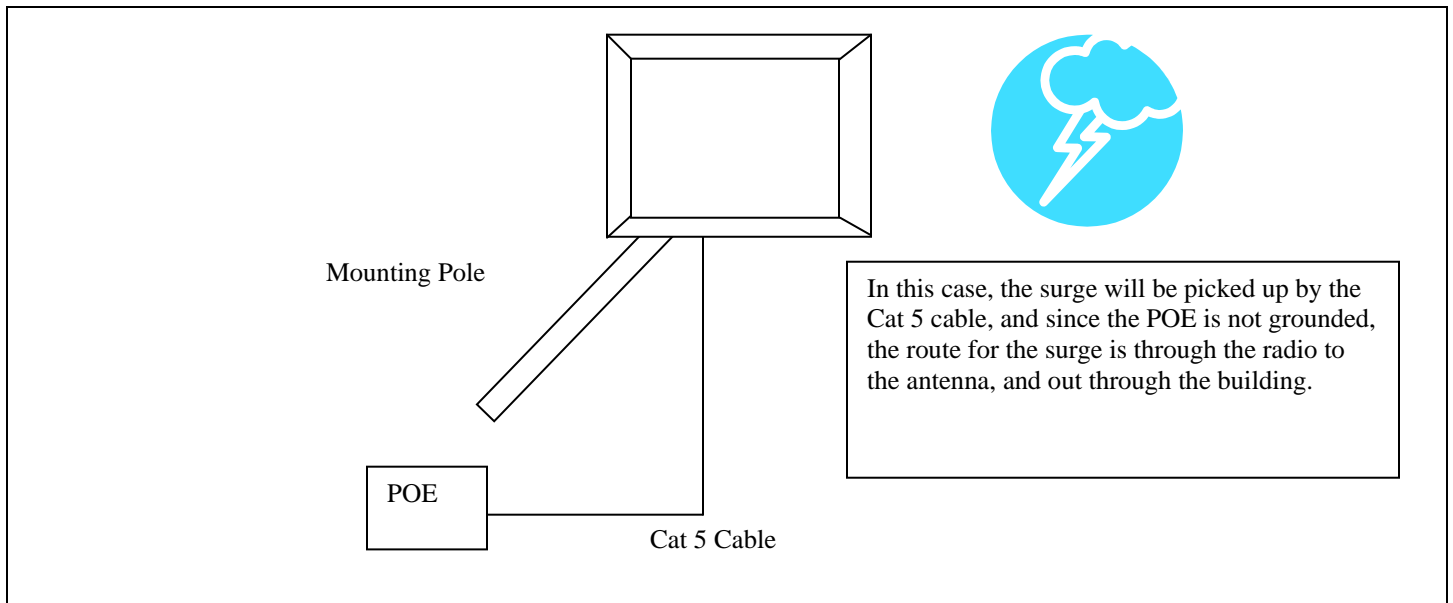 Mounting Pole
In this case, the surge will be picked up by the
Cat 5 cable, and since the POE is not grounded,
the route for the surge is through the radio to
the antenna, and out through the building.
POE
Cat 5 Cable